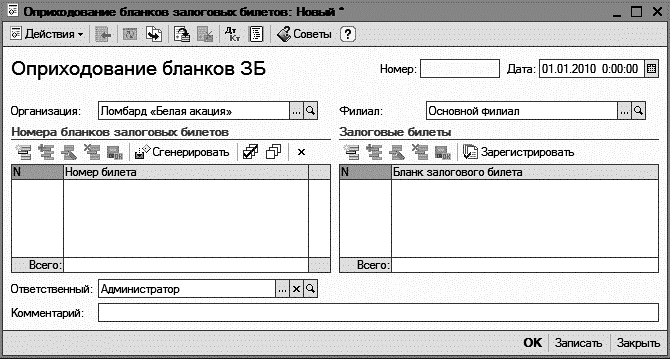 Оприходование бланков залоговых билетов: Новый *
Действия Дт Кт Советы ?
Оприходование бланков ЗБ
Номер: Дата: 01.01.2010 0:00:00
Организация: Ломбард «Белая акация» ... Филиал: Основной филиал ...
Номера бланков залоговых билетов Залоговые билеты
Сгенерировать Зарегистрировать
N Номер билета N Бланк залогового билета
Всего: Всего:
Ответственный: Администратор ... x
Комментарий:
OK Записать Закрыть